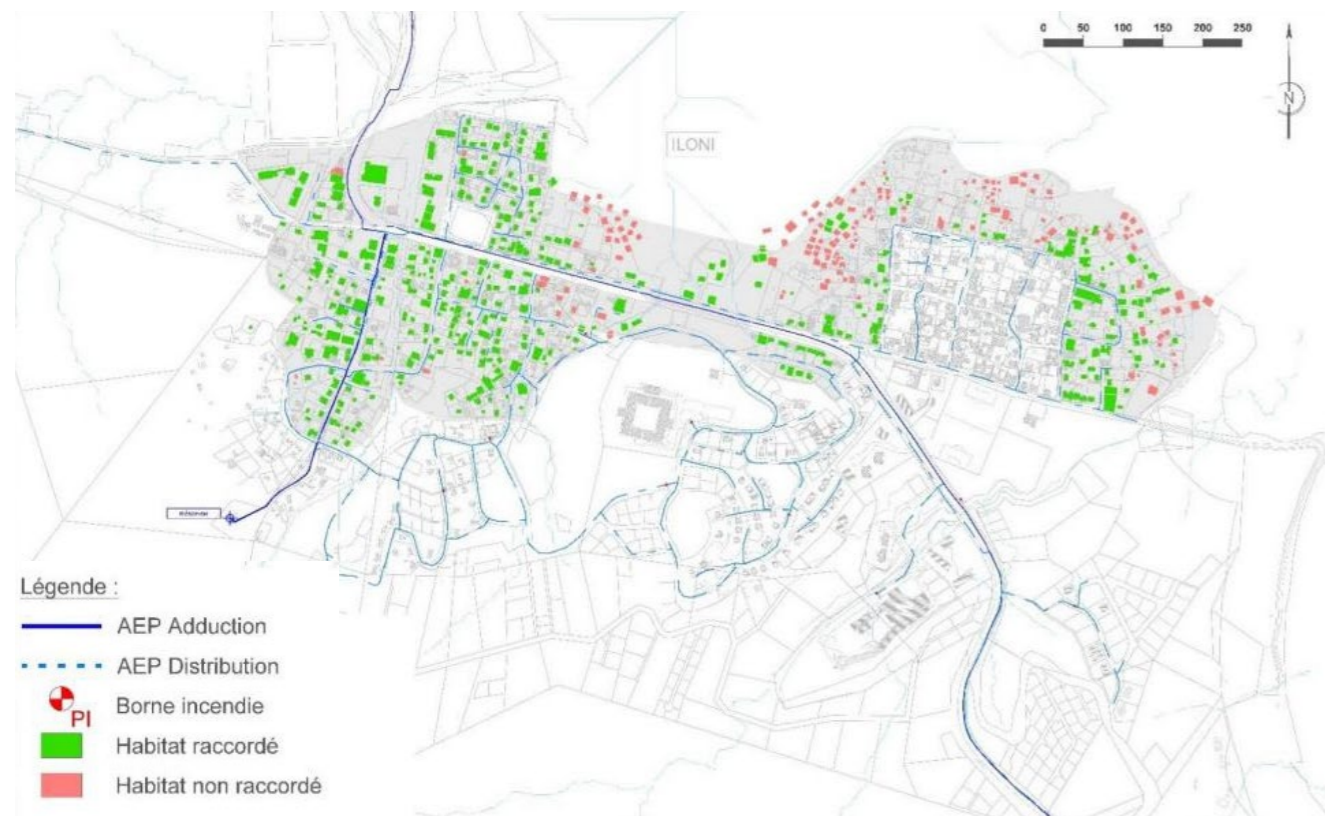 0 50 100 150 200 250
N
ILONI
Légende :
AEP Adduction
AEP Distribution
PI
Borne incendie
Habitat raccordé
Habitat non raccordé